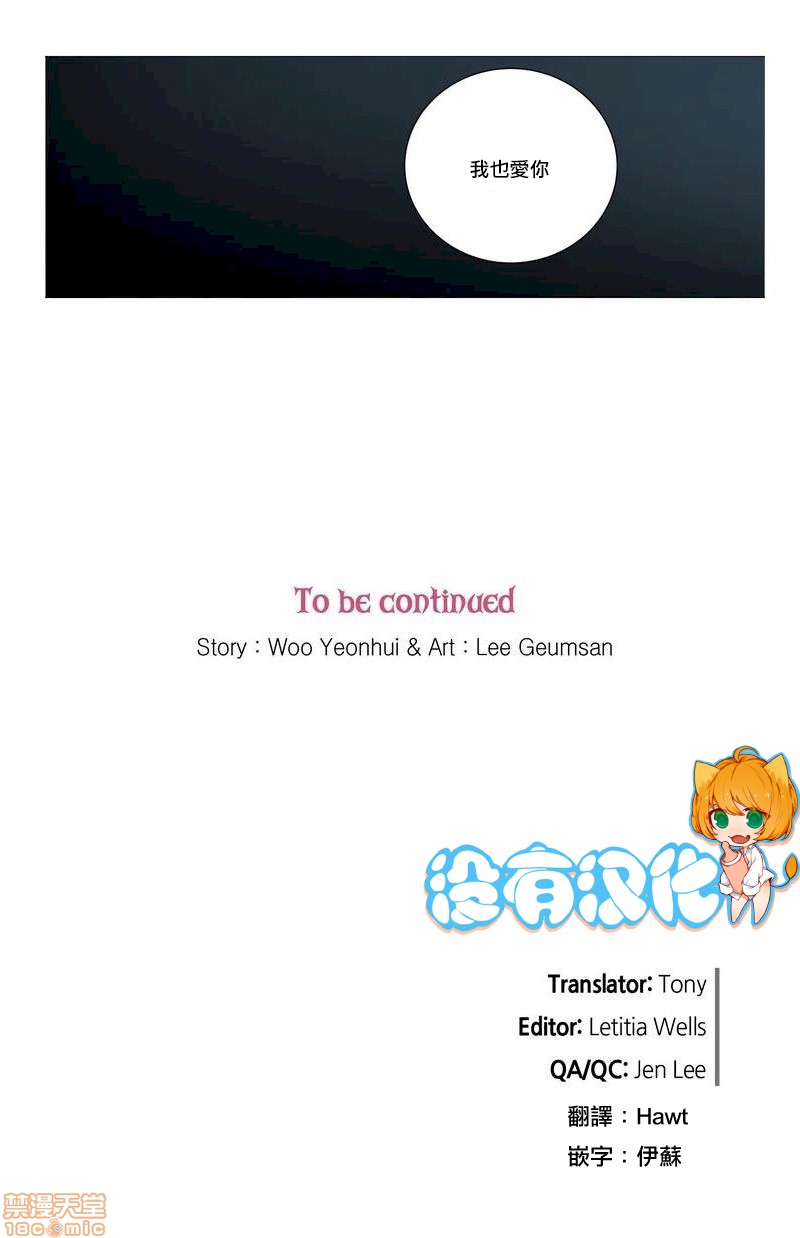 我也愛你
To be continued
Story : Woo Yeonhui & Art : Lee Geumsan
没有汉化
Translator: Tony
Editor: Letitia Wells
QA/QC: Jen Lee
翻譯：Hawt
嵌字：伊蘇
禁漫天堂
18comic